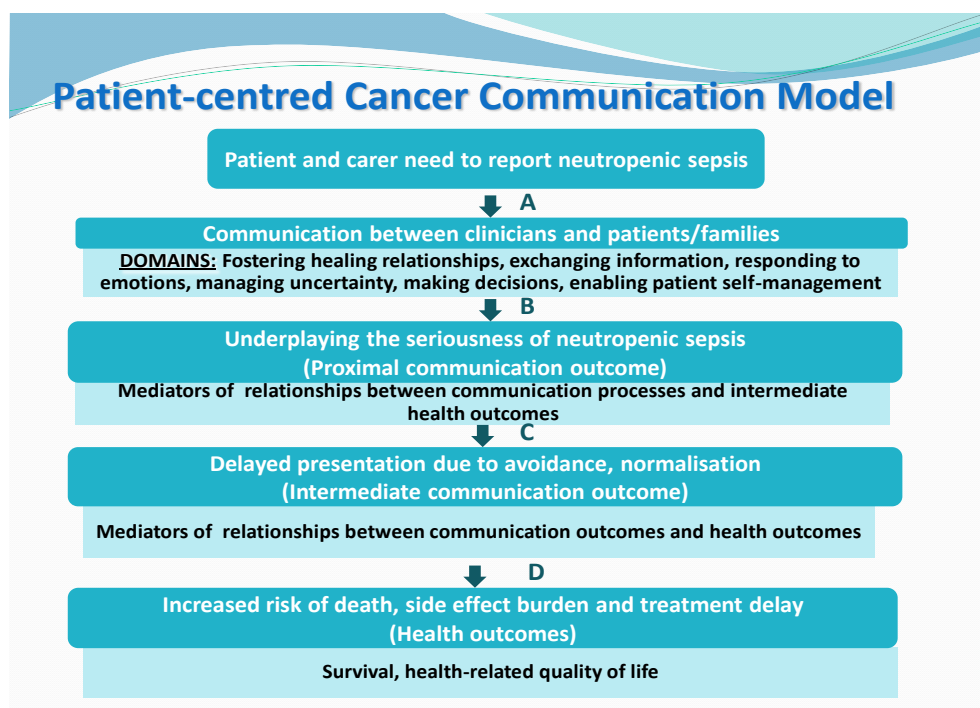 Patient-centred Cancer Communication Model
Patient and carer need to report neutropenic sepsis
A
Communication between clinicians and patients/families
DOMAINS: Fostering healing relationships, exchanging information, responding to
emotions, managing uncertainty, making decisions, enabling patient self-management
B
Underplaying the seriousness of neutropenic sepsis
(Proximal communication outcome)
Mediators of relationships between communication processes and intermediate
health outcomes
C
Delayed presentation due to avoidance, normalisation
(Intermediate communication outcome)
Mediators of relationships between communication outcomes and health outcomes
D
Increased risk of death, side effect burden and treatment delay
(Health outcomes)
Survival, health-related quality of life